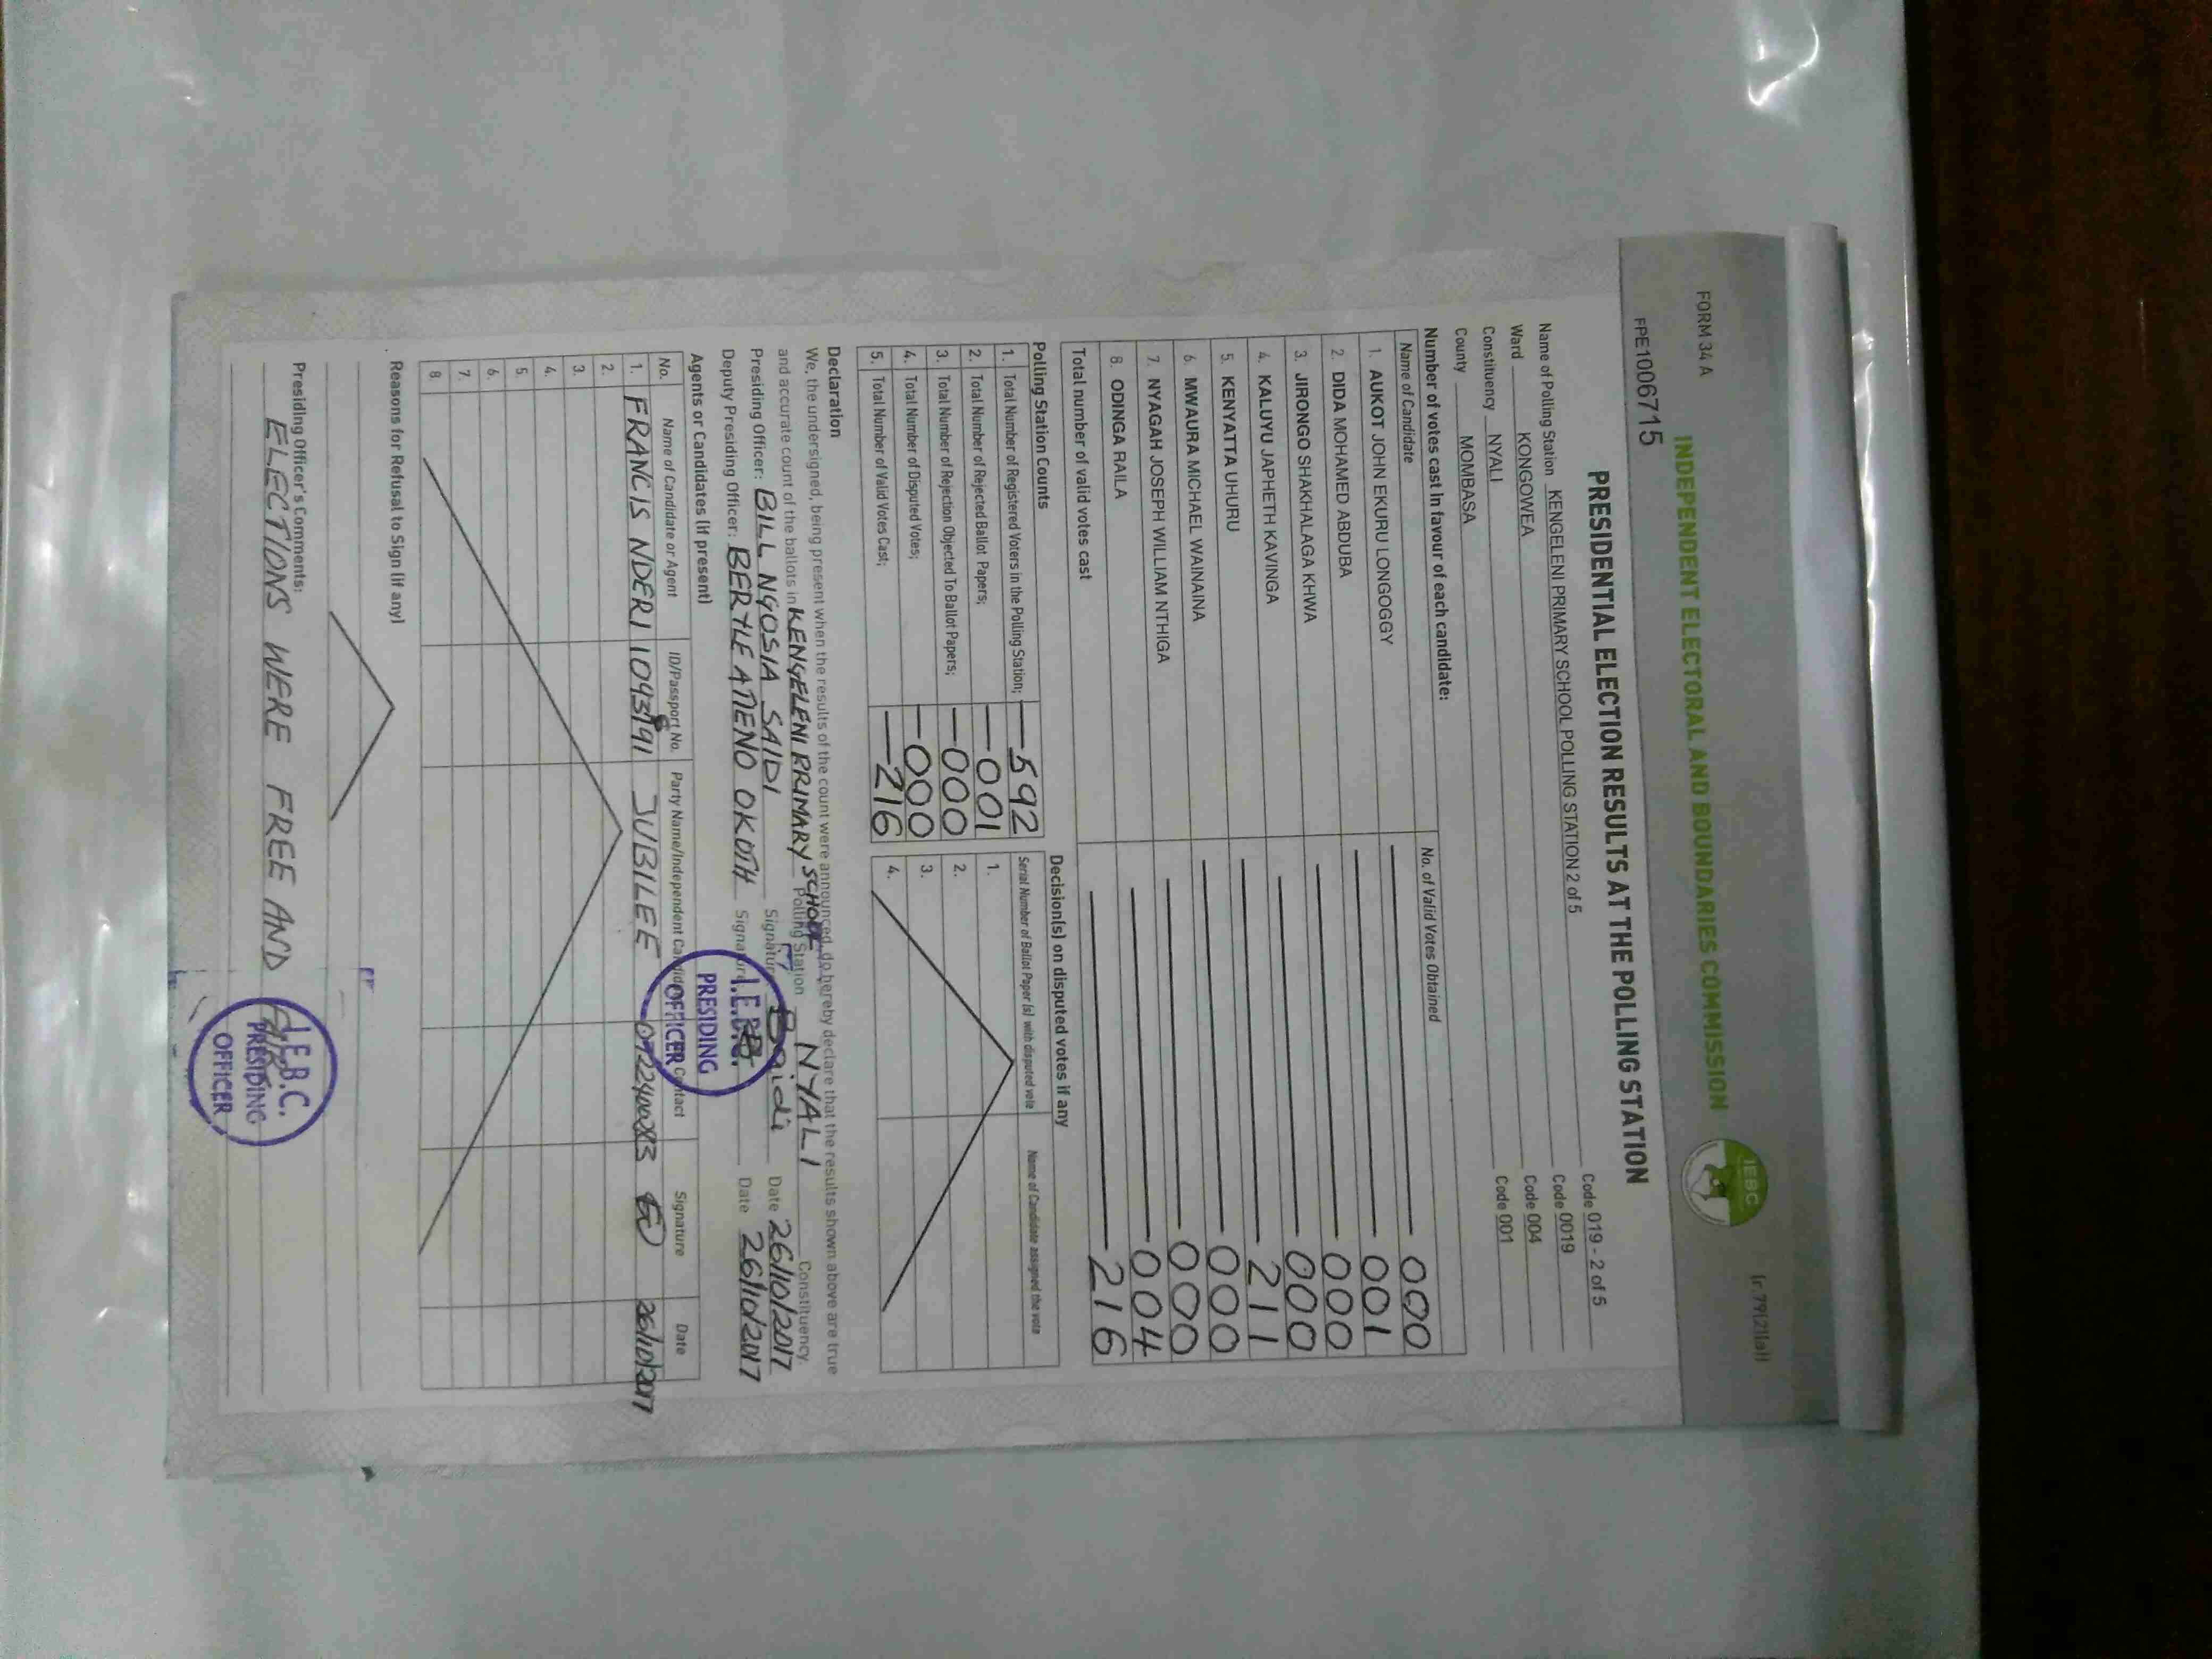 FORM 34 A
(r.79(2)(a))
INDEPENDENT ELECTORAL AND BOUNDARIES COMMISSION
IEBC
FPE1006715
PRESIDENTIAL ELECTION RESULTS AT THE POLLING STATION
Name of Polling Station KENGELENI PRIMARY SCHOOL POLLING STATION 2 of 5 Code 019 - 2 of 5
Ward KONGOWEA Code 0019
Constituency NYALI Code 004
County MOMBASA Code 001
Number of votes cast in favour of each candidate:
Name of Candidate No. of Valid Votes Obtained
1. AUKOT JOHN EKURU LONGOGGY 000
2. DIDA MOHAMED ABDUBA 001
3. JIRONGO SHAKHALAGA KHWA 000
4. KALUYU JAPHETH KAVINGA 000
5. KENYATTA UHURU 211
6. MWAURA MICHAEL WAINAINA 000
7. NYAGAH JOSEPH WILLIAM NTHIGA 000
8. ODINGA RAILA 004
Total number of valid votes cast 216
Polling Station Counts
1. Total Number of Registered Voters in the Polling Station; 592
2. Total Number of Rejected Ballot Papers; 001
3. Total Number of Rejection Objected To Ballot Papers; 000
4. Total Number of Disputed Votes; 000
5. Total Number of Valid Votes Cast; 216
Decision(s) on disputed votes if any
Serial Number of Ballot Paper (s) with disputed vote Name of Candidate assigned the vote
1.
2.
3.
4.
Declaration
We, the undersigned, being present when the results of the count were announced, do hereby declare that the results shown above are true
and accurate count of the ballots in KENGELENI PRIMARY SCHOOL Polling Station NYALI Constituency.
Presiding Officer: BILL NGOSIA SAIDI Signature Date 26/10/2017
Deputy Presiding Officer: BERYLE ATIENO OKOTH Signature Date 26/10/2017
I.E.B.C.
PRESIDING
OFFICER
Agents or Candidates (if present)
No. Name of Candidate or Agent ID/Passport No. Party Name/Independent Candidate Contact Signature Date
1. FRANCIS NDERI JUBILEE 0722400083 26/10/2017
2.
3.
4.
5.
6.
7.
8.
Reasons for Refusal to Sign (if any)
Presiding Officer's Comments:
ELECTIONS WERE FREE AND
I.E.B.C.
PRESIDING
OFFICER